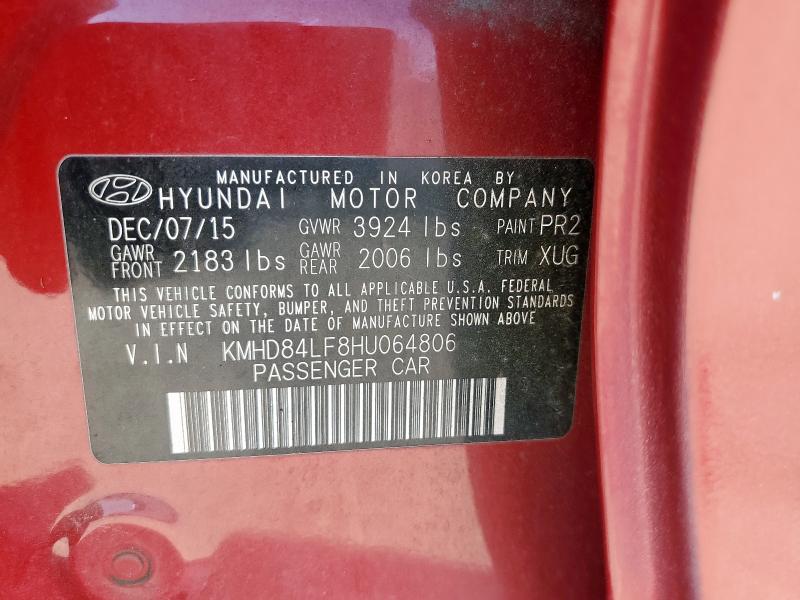 MANUFACTURED IN KOREA BY
HYUNDAI MOTOR COMPANY
DEC/07/15 GVWR 3924 lbs PAINT PR2
GAWR FRONT 2183 lbs GAWR REAR 2006 lbs TRIM XUG
THIS VEHICLE CONFORMS TO ALL APPLICABLE U.S.A. FEDERAL
MOTOR VEHICLE SAFETY, BUMPER, AND THEFT PREVENTION STANDARDS
IN EFFECT ON THE DATE OF MANUFACTURE SHOWN ABOVE
V.I.N KMHD84LF8HU064806
PASSENGER CAR